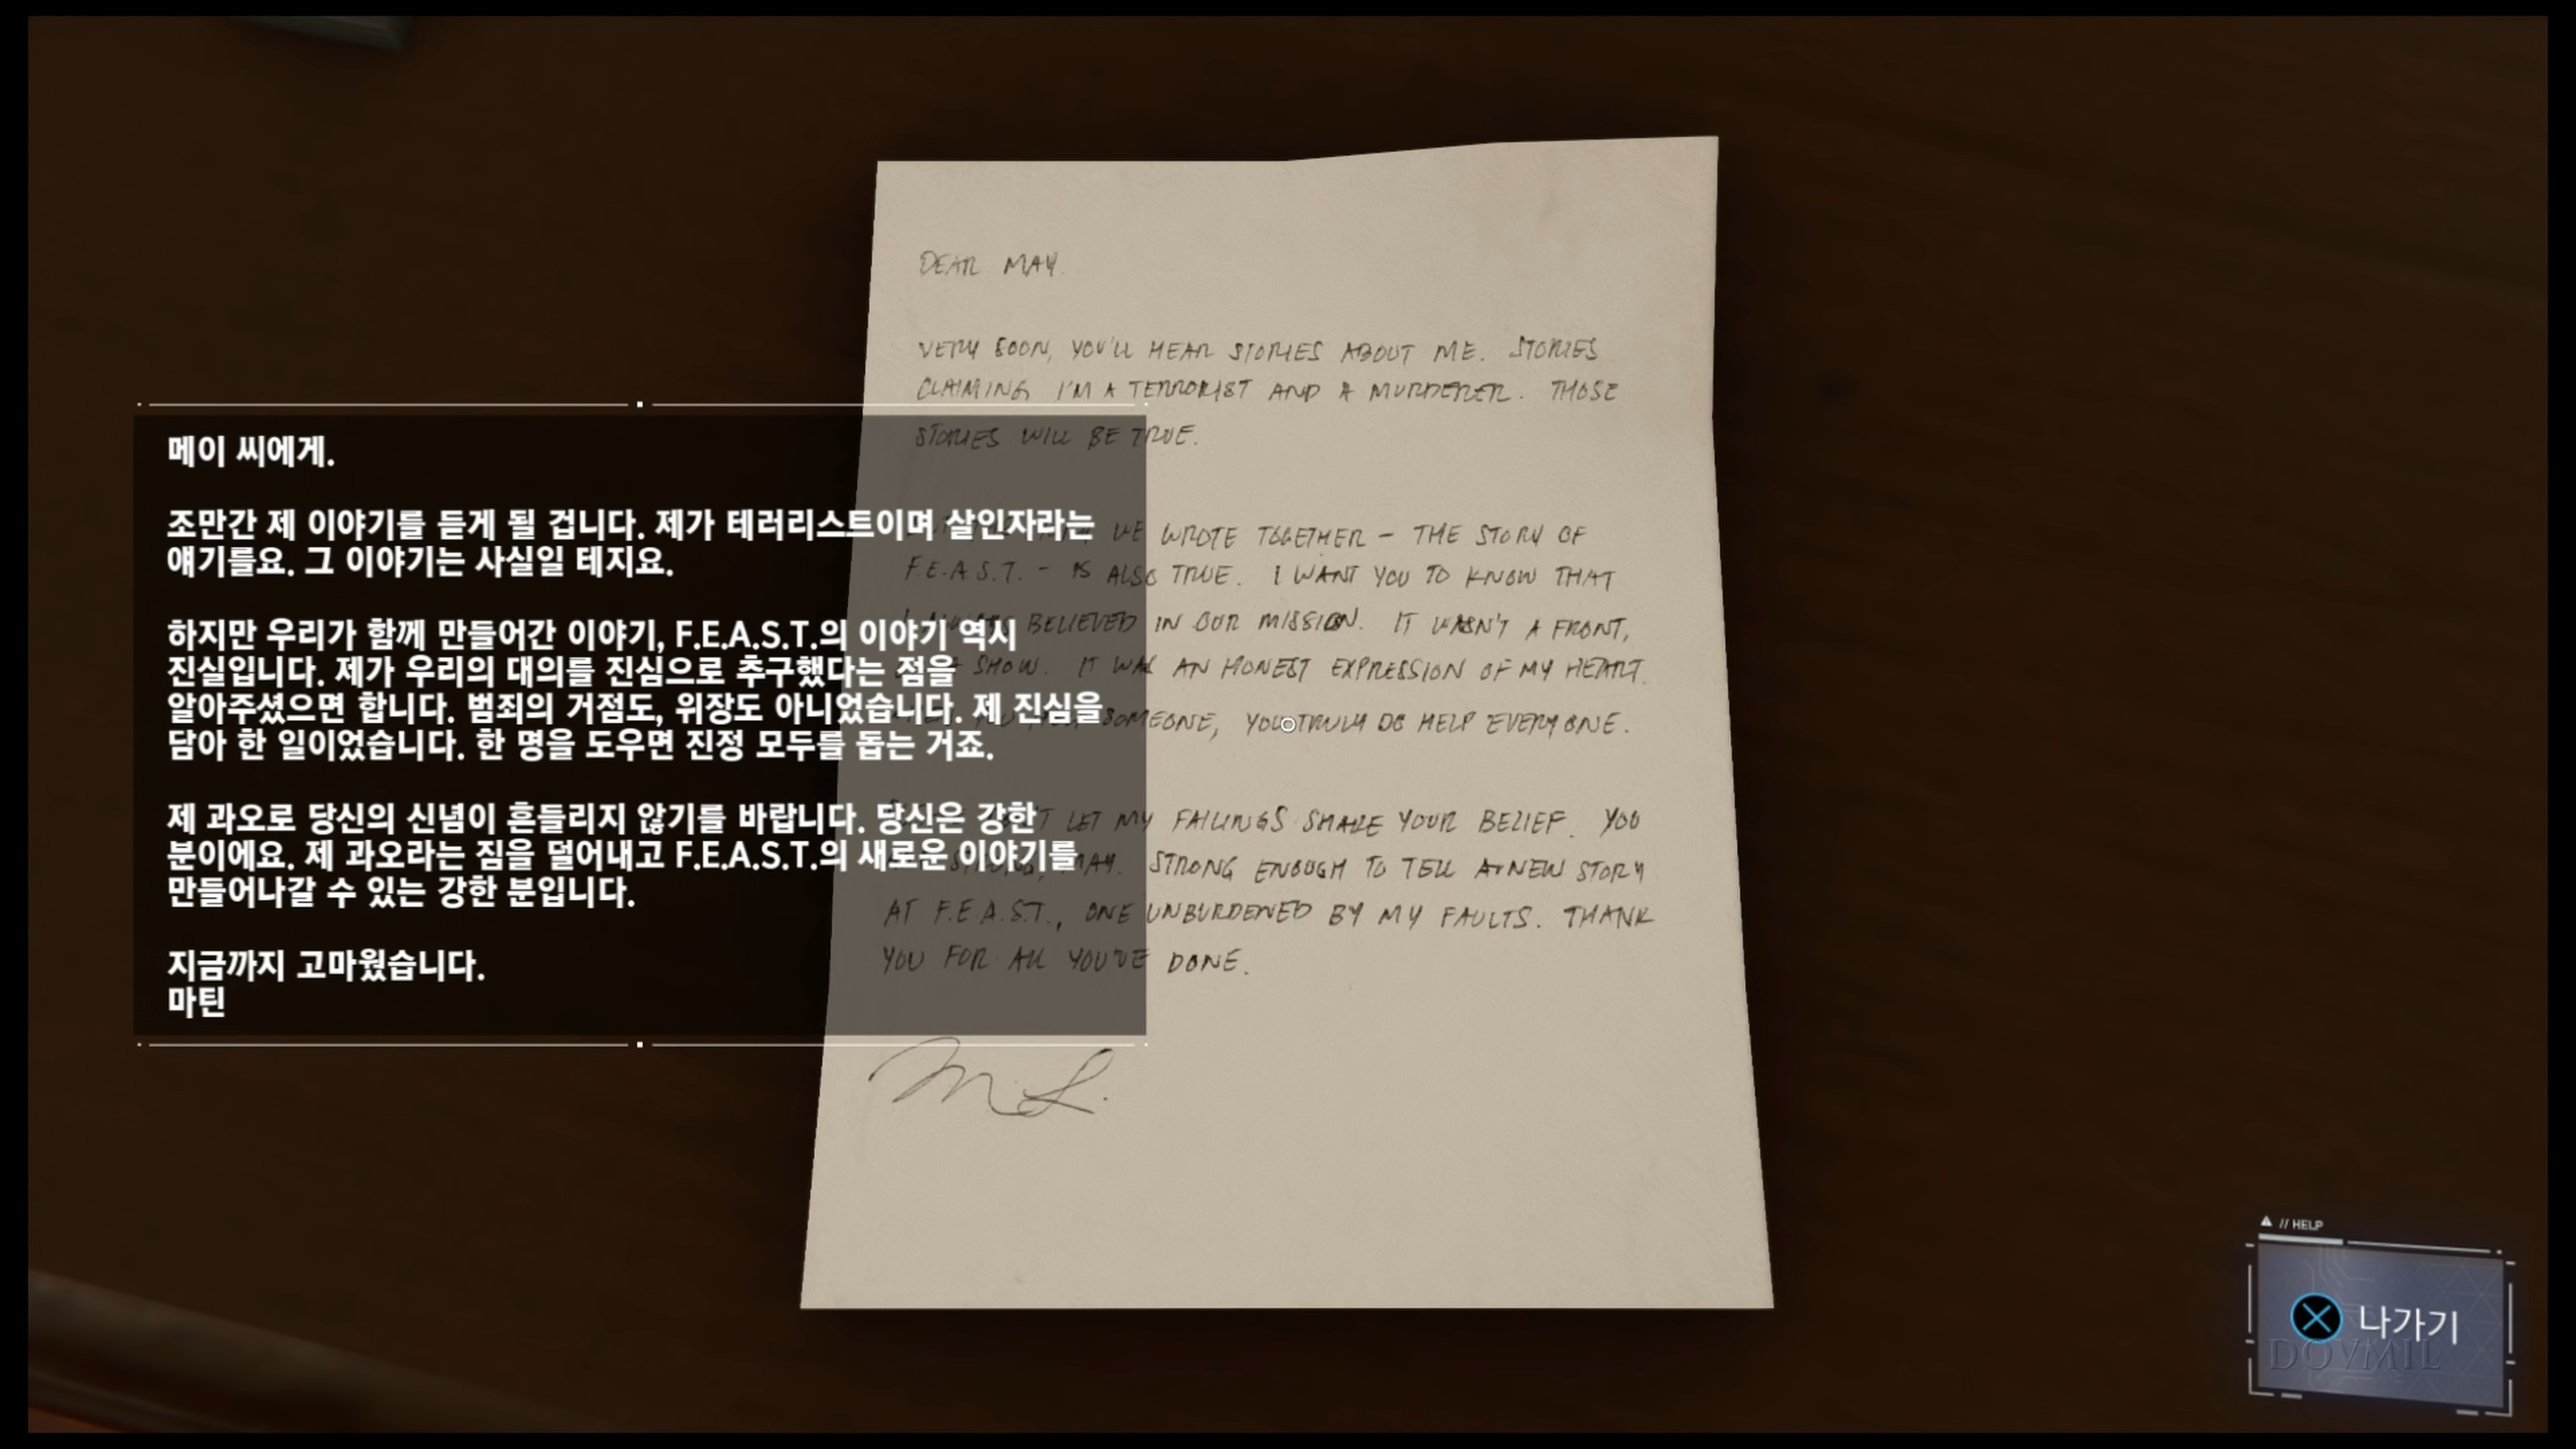 DEAR MAY.
VERY SOON, YOU'LL HEAR STORIES ABOUT ME. STORIES
CLAIMING I'M A TERRORIST AND A MURDERER. THOSE
STORIES WILL BE TRUE.
WE WROTE TOGETHER – THE STORY OF
F.E.A.S.T. – IS ALSO TRUE. I WANT YOU TO KNOW THAT
I ALWAYS BELIEVED IN OUR MISSION. IT WASN'T A FRONT,
SHOW. IT WAS AN HONEST EXPRESSION OF MY HEART.
SOMEONE, YOU TRULY DO HELP EVERYONE.
LET MY FAILINGS SHAKE YOUR BELIEF. YOU
STRONG, MAY. STRONG ENOUGH TO TELL A NEW STORY
AT F.E.A.S.T., ONE UNBURDENED BY MY FAULTS. THANK
YOU FOR ALL YOU'VE DONE.
M L.
메이 씨에게.
조만간 제 이야기를 듣게 될 겁니다. 제가 테러리스트이며 살인자라는
얘기를요. 그 이야기는 사실일 테지요.
하지만 우리가 함께 만들어간 이야기, F.E.A.S.T.의 이야기 역시
진실입니다. 제가 우리의 대의를 진심으로 추구했다는 점을
알아주셨으면 합니다. 범죄의 거점도, 위장도 아니었습니다. 제 진심을
담아 한 일이었습니다. 한 명을 도우면 진정 모두를 돕는 거죠.
제 과오로 당신의 신념이 흔들리지 않기를 바랍니다. 당신은 강한
분이에요. 제 과오라는 짐을 덜어내고 F.E.A.S.T.의 새로운 이야기를
만들어나갈 수 있는 강한 분입니다.
지금까지 고마웠습니다.
마틴
// HELP
나가기
DOVMIL